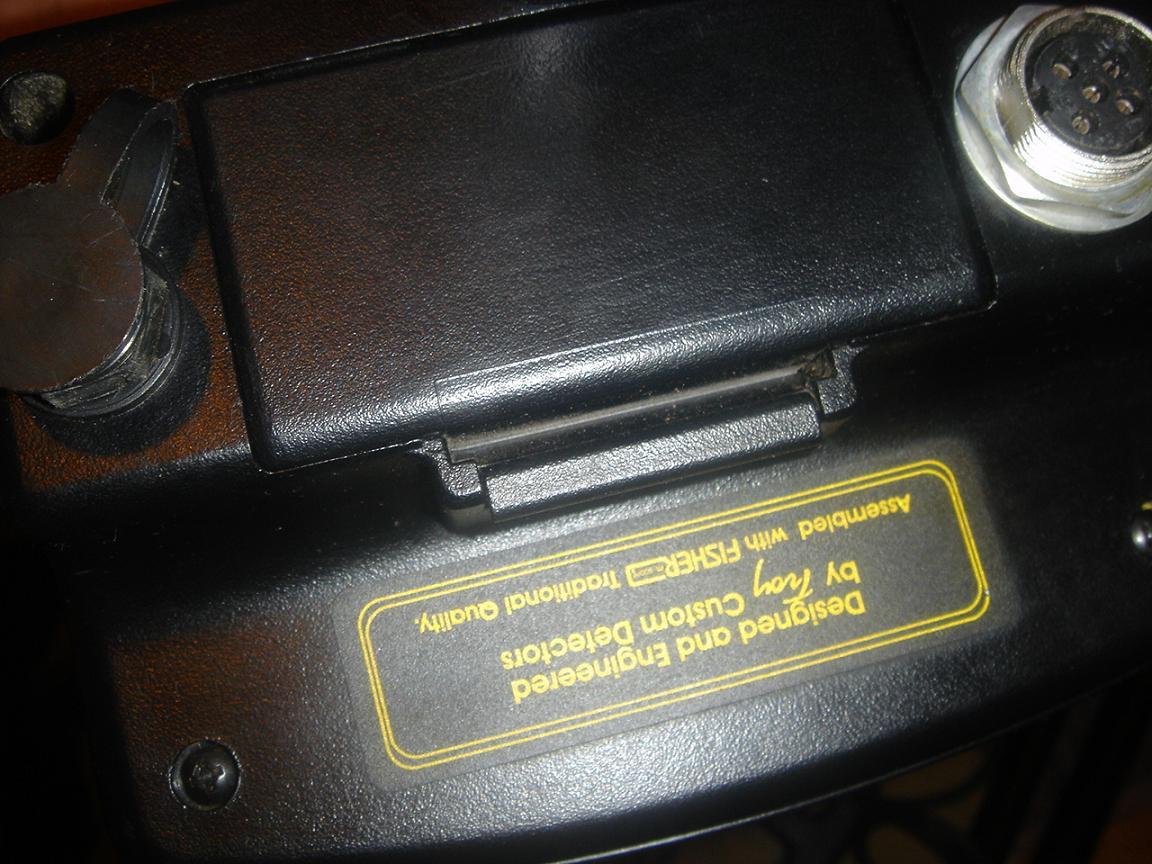 Designed and Engineered
by Troy Custom Detectors
Assembled with FISHER Traditional Quality.